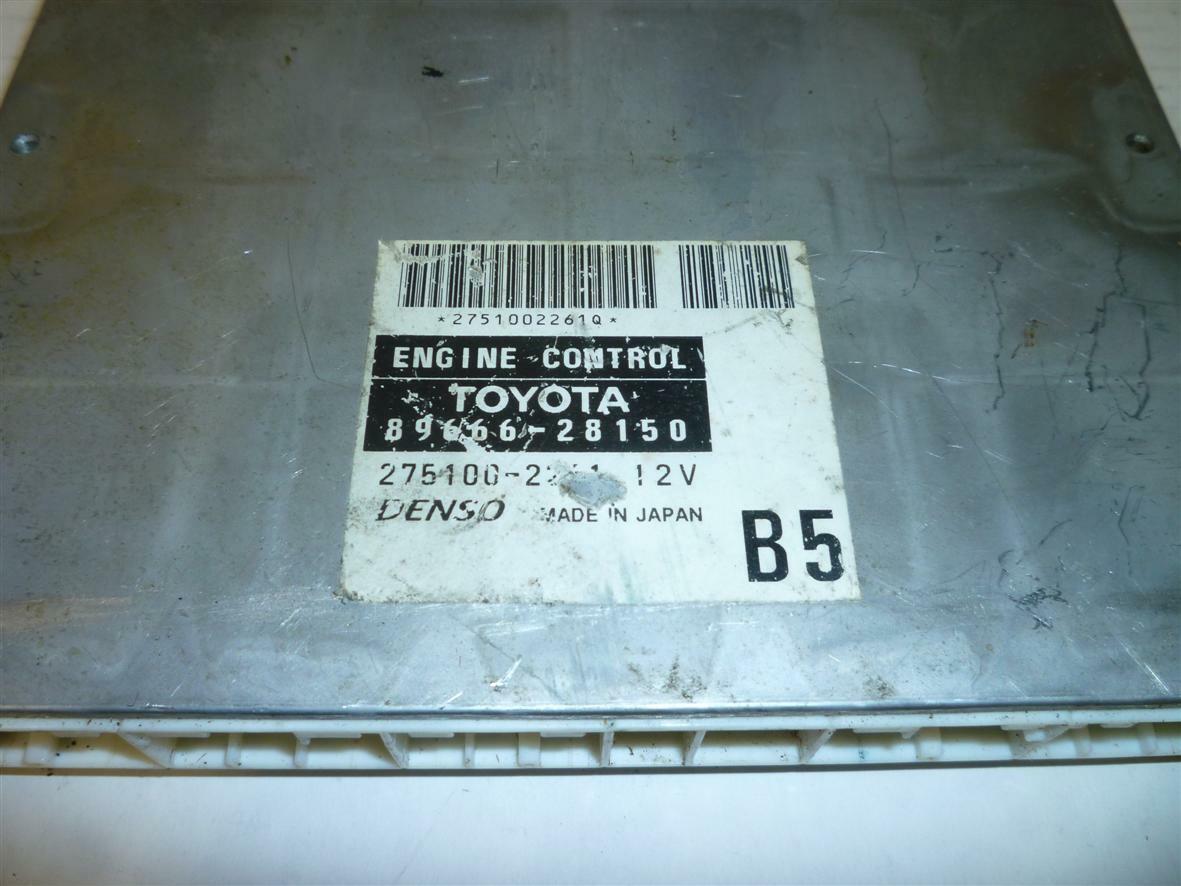 *2751002261Q*
ENGINE CONTROL
TOYOTA
89666-28150
12V
DENSO MADE IN JAPAN
B5